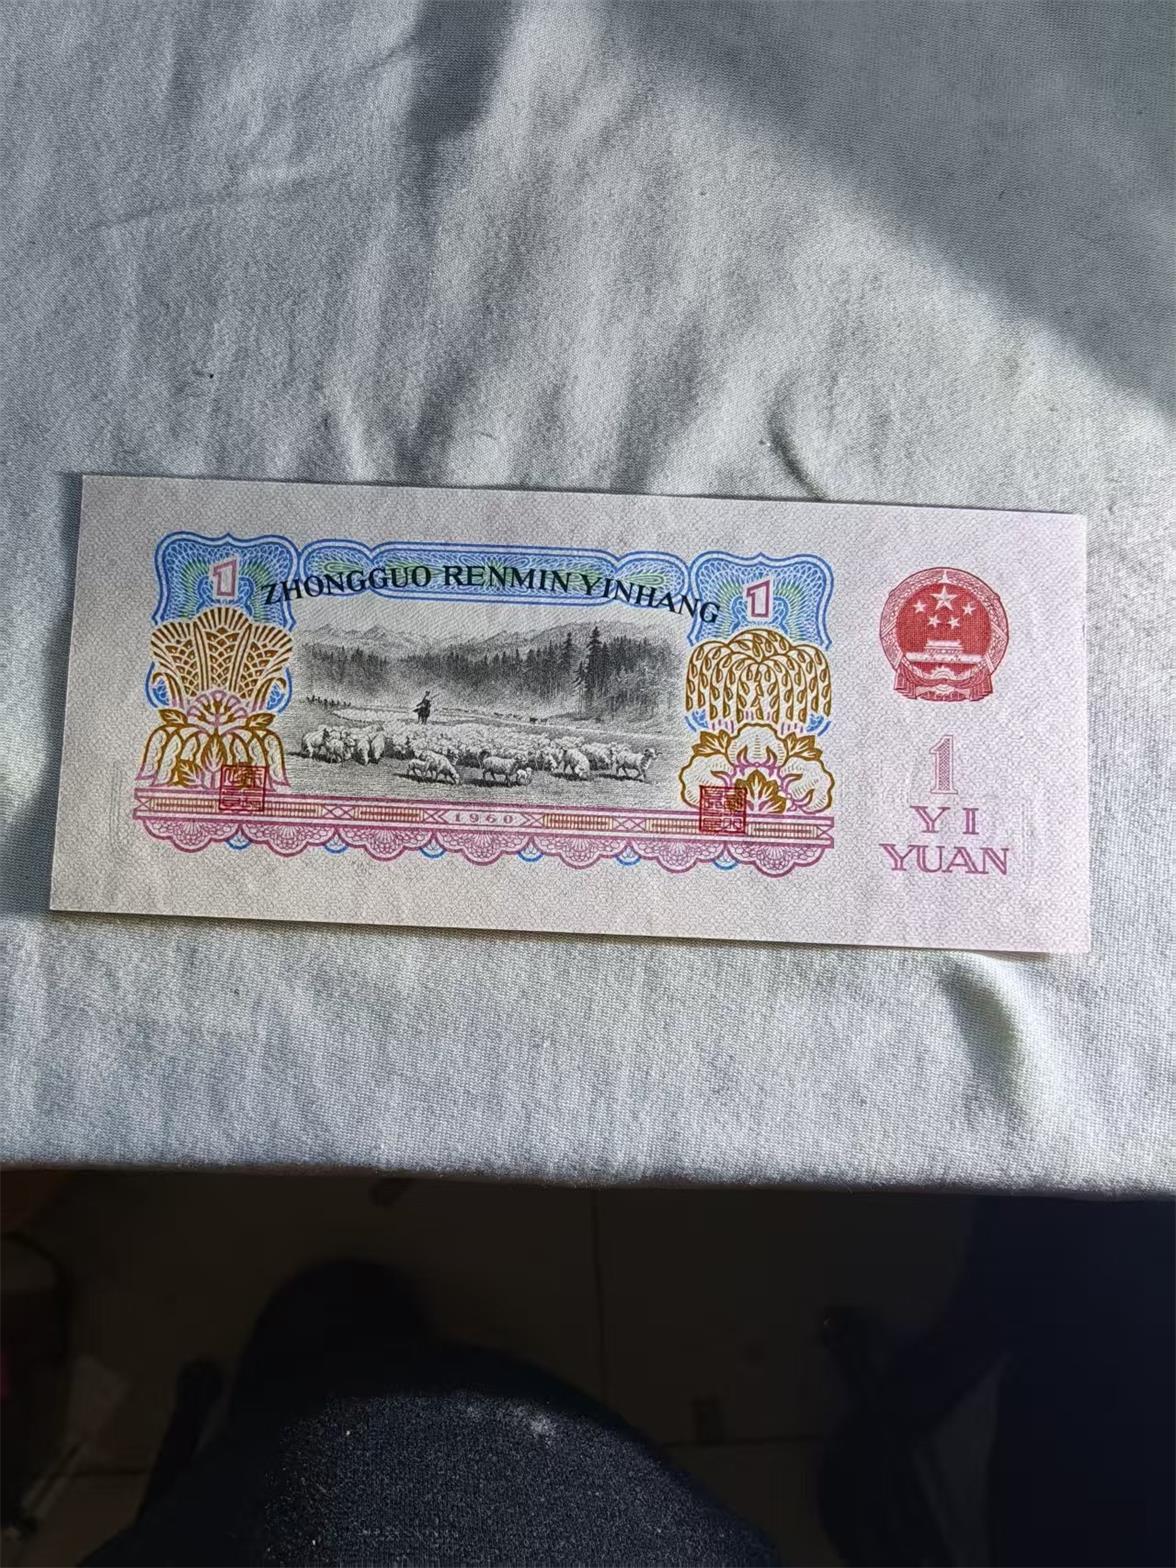 1
ZHONGGUO RENMIN YINHANG
1
1960
1
YI
YUAN